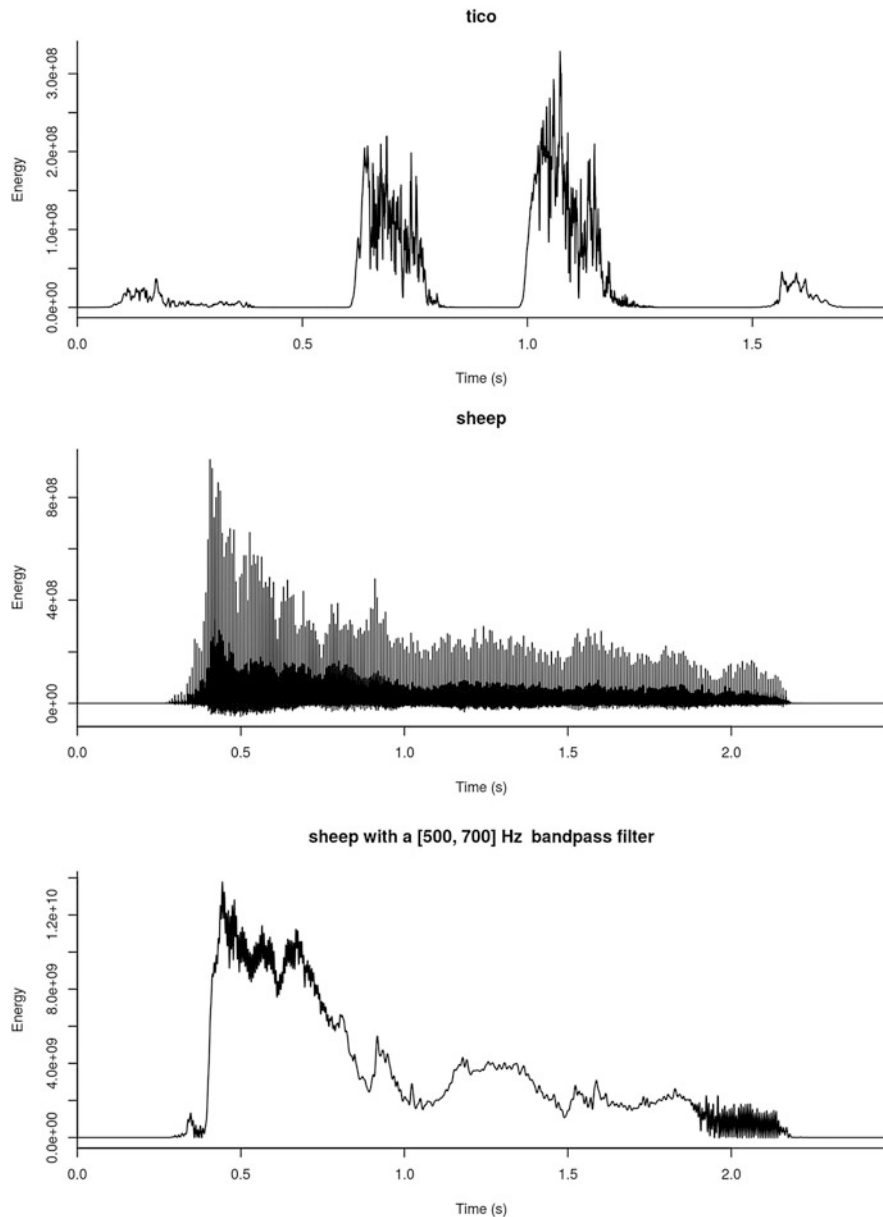 tico
Energy
3.0e+08
2.0e+08
1.0e+08
0.0e+00
0.0 0.5 1.0 1.5
Time (s)
sheep
Energy
8e+08
4e+08
0e+00
0.0 0.5 1.0 1.5 2.0
Time (s)
sheep with a [500, 700] Hz bandpass filter
Energy
1.2e+10
8.0e+09
4.0e+09
0.0e+00
0.0 0.5 1.0 1.5 2.0
Time (s)